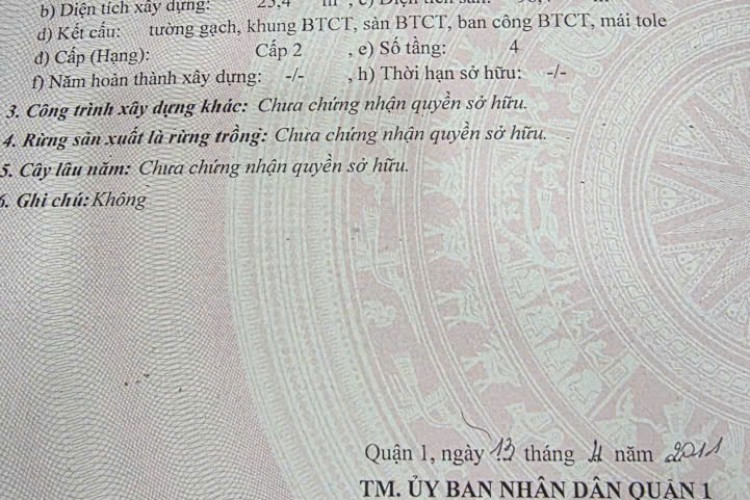 b) Diện tích xây dựng: 23,4 m
d) Kết cấu: tường gạch, khung BTCT, sàn BTCT, ban công BTCT, mái tole
đ) Cấp (Hạng): Cấp 2 , e) Số tầng: 4
f) Năm hoàn thành xây dựng: -/- , h) Thời hạn sở hữu: -/-
3. Công trình xây dựng khác: Chưa chứng nhận quyền sở hữu.
4. Rừng sản xuất là rừng trồng: Chưa chứng nhận quyền sở hữu.
5. Cây lâu năm: Chưa chứng nhận quyền sở hữu.
6. Ghi chú: Không
Quận 1, ngày 13 tháng năm 2011
TM. ỦY BAN NHÂN DÂN QUẬN 1